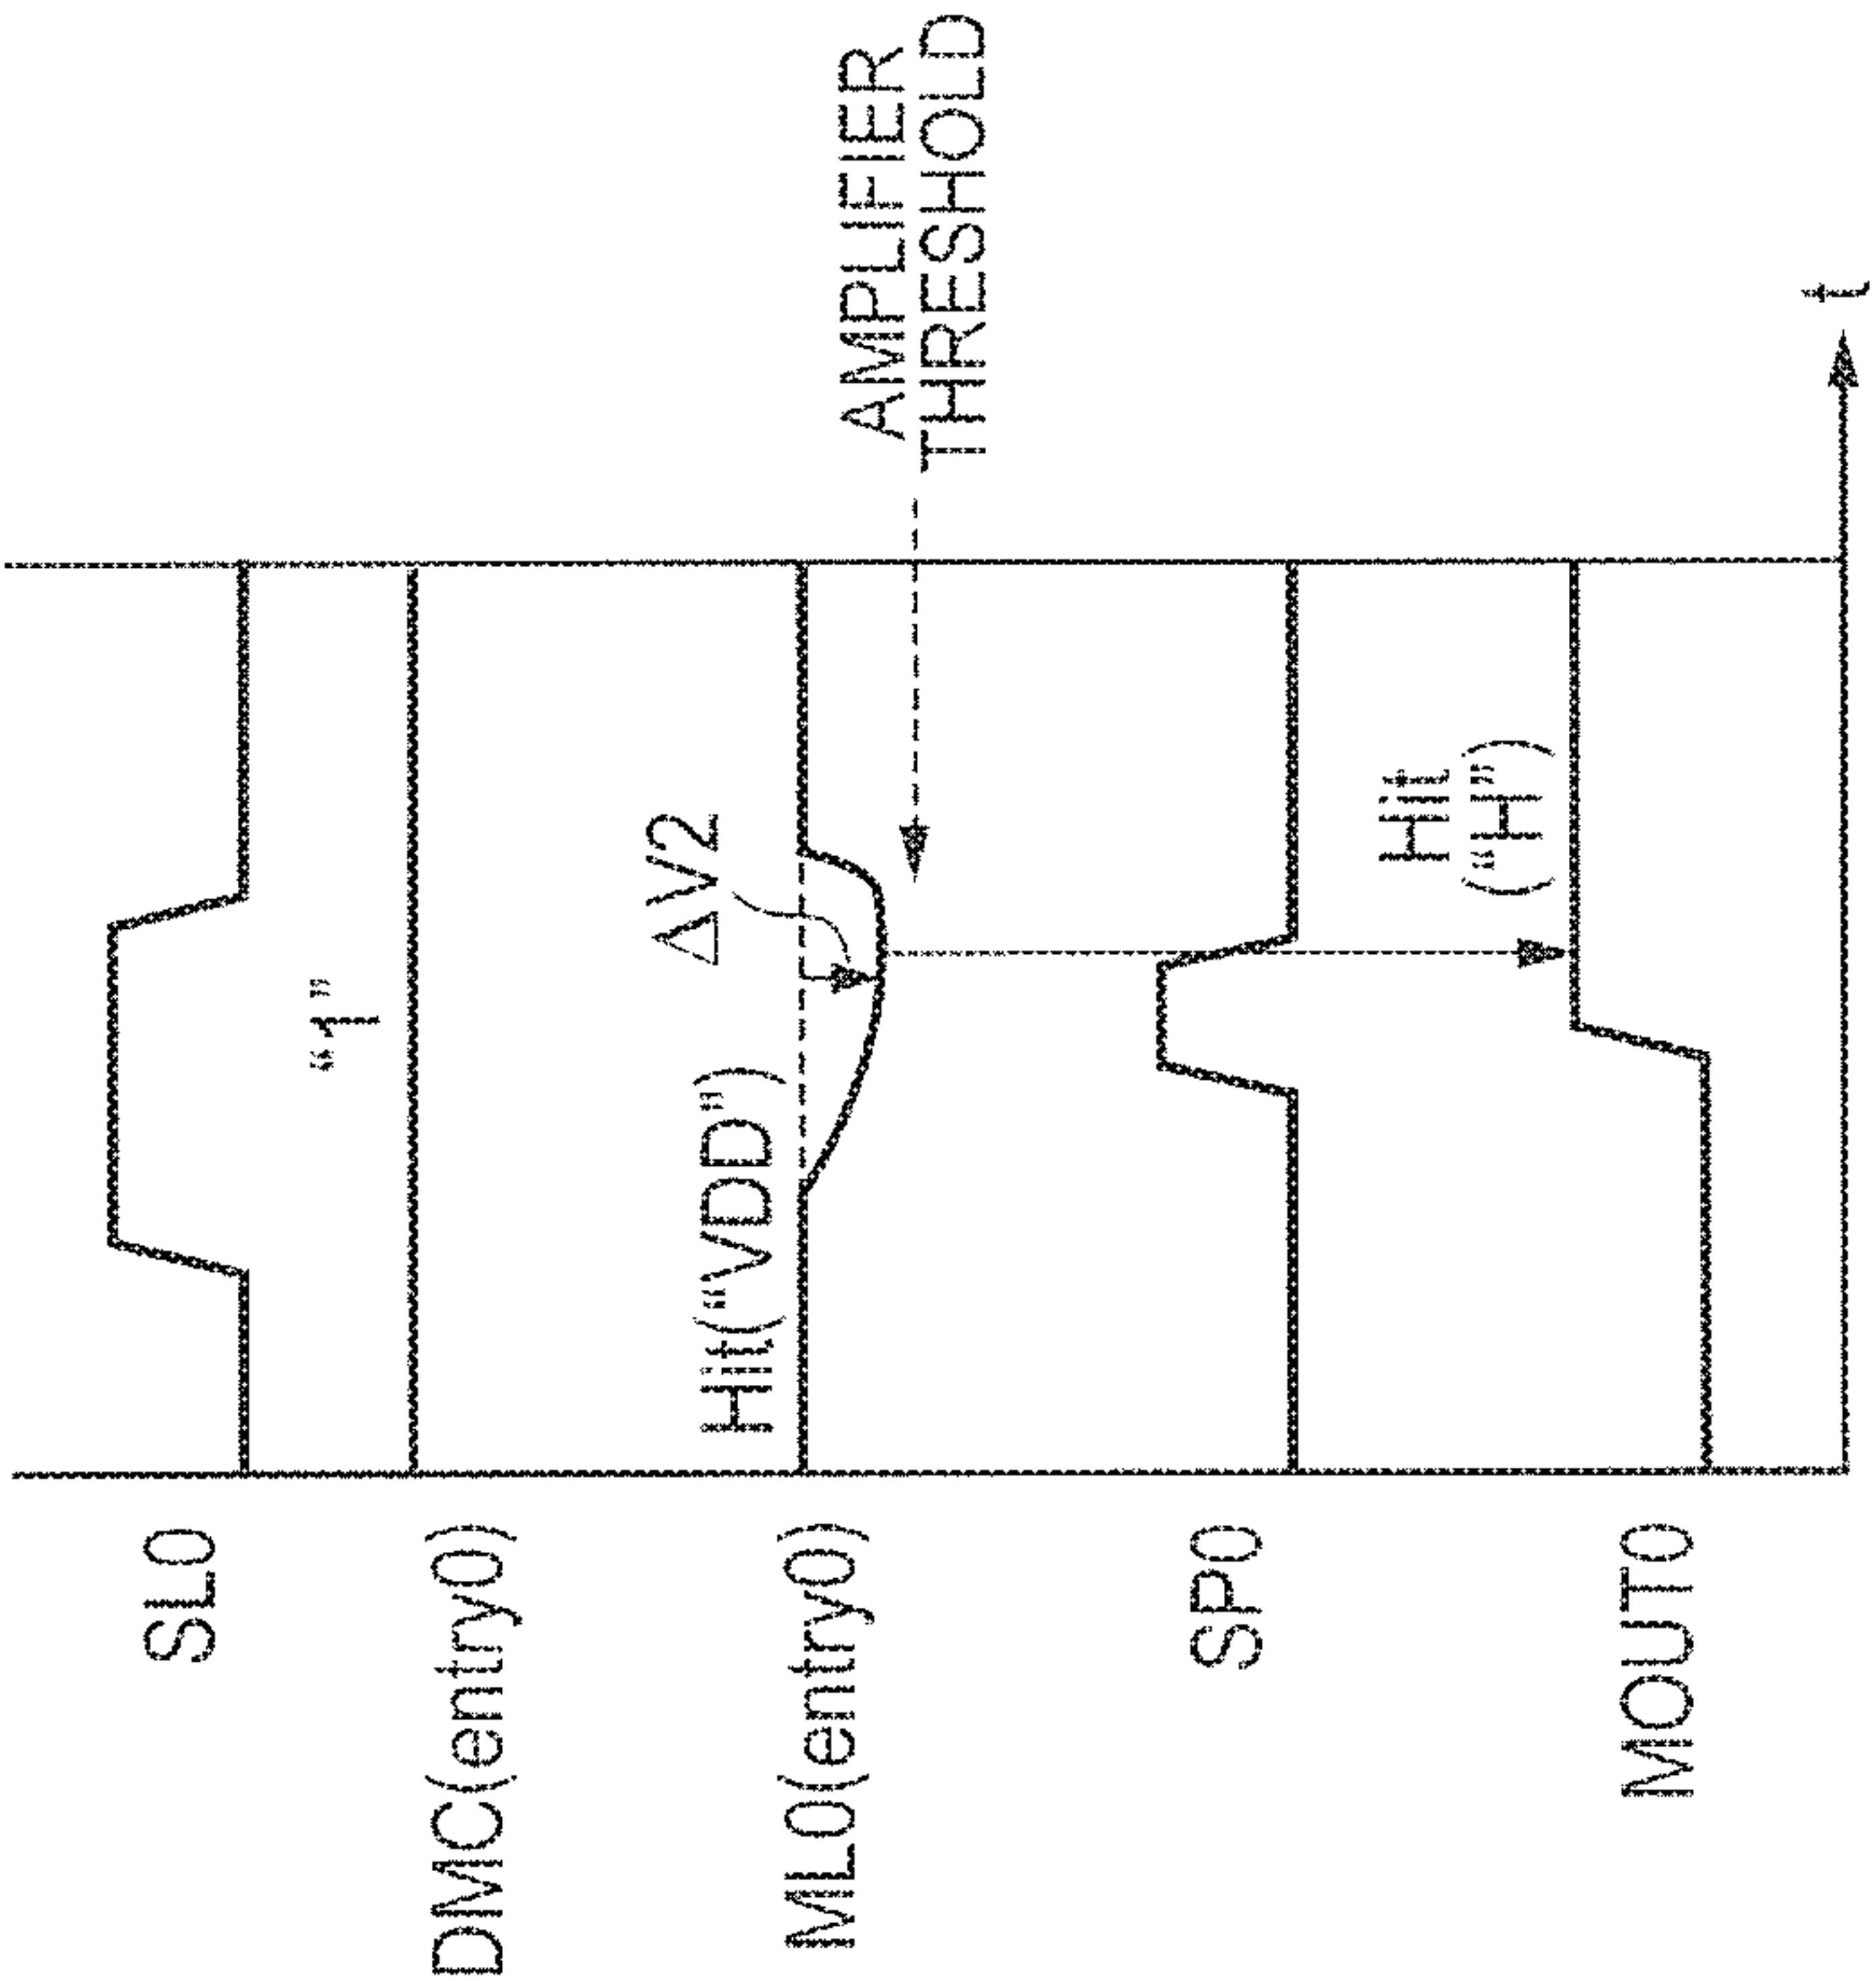 SL0
“1”
DMC(entry0)
ΔV2
Hit(“VDD”)
ML0(entry0)
AMPLIFIER
THRESHOLD
SP0
Hit
(“H”)
MOUT0
t